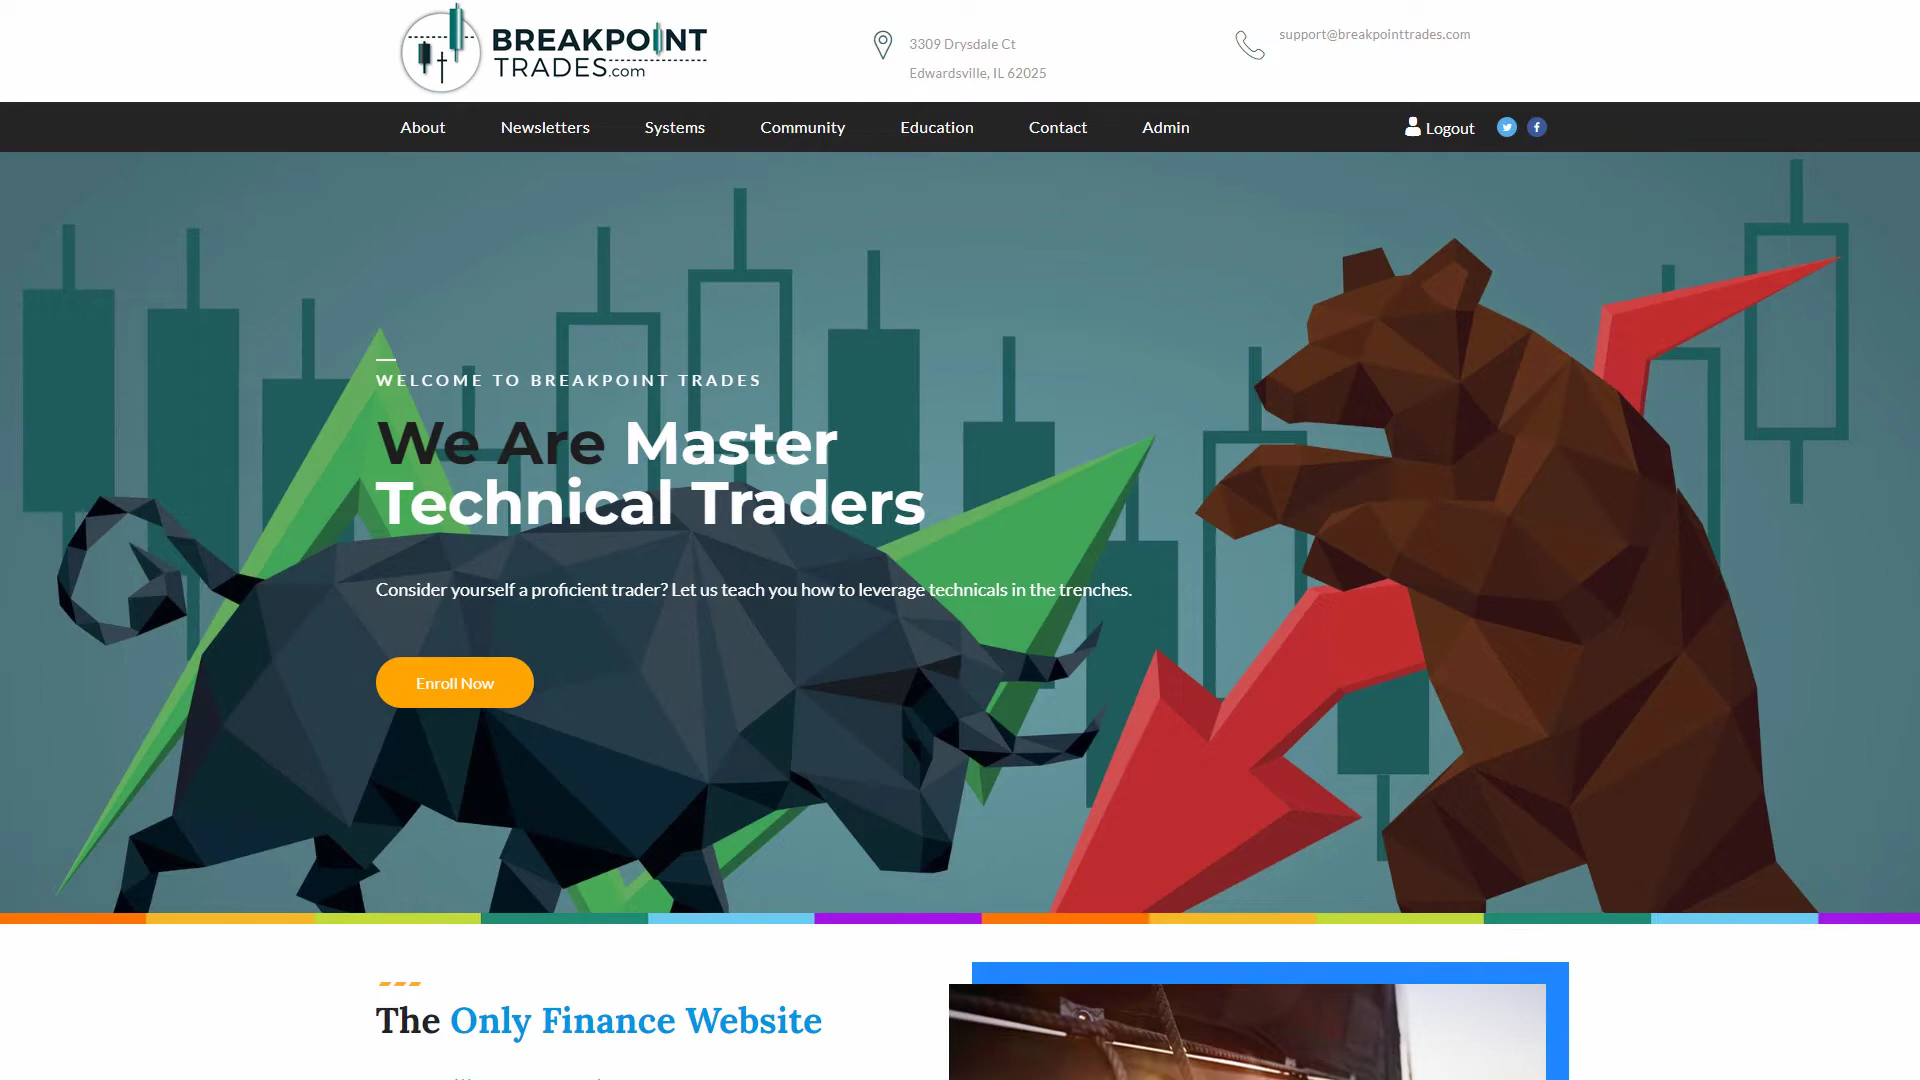 BREAKPOINT
TRADES.com
3309 Drysdale Ct
Edwardsville, IL 62025
support@breakpointtrades.com
About
Newsletters
Systems
Community
Education
Contact
Admin
Logout
WELCOME TO BREAKPOINT TRADES
We Are Master
Technical Traders
Consider yourself a proficient trader? Let us teach you how to leverage technicals in the trenches.
Enroll Now
The Only Finance Website